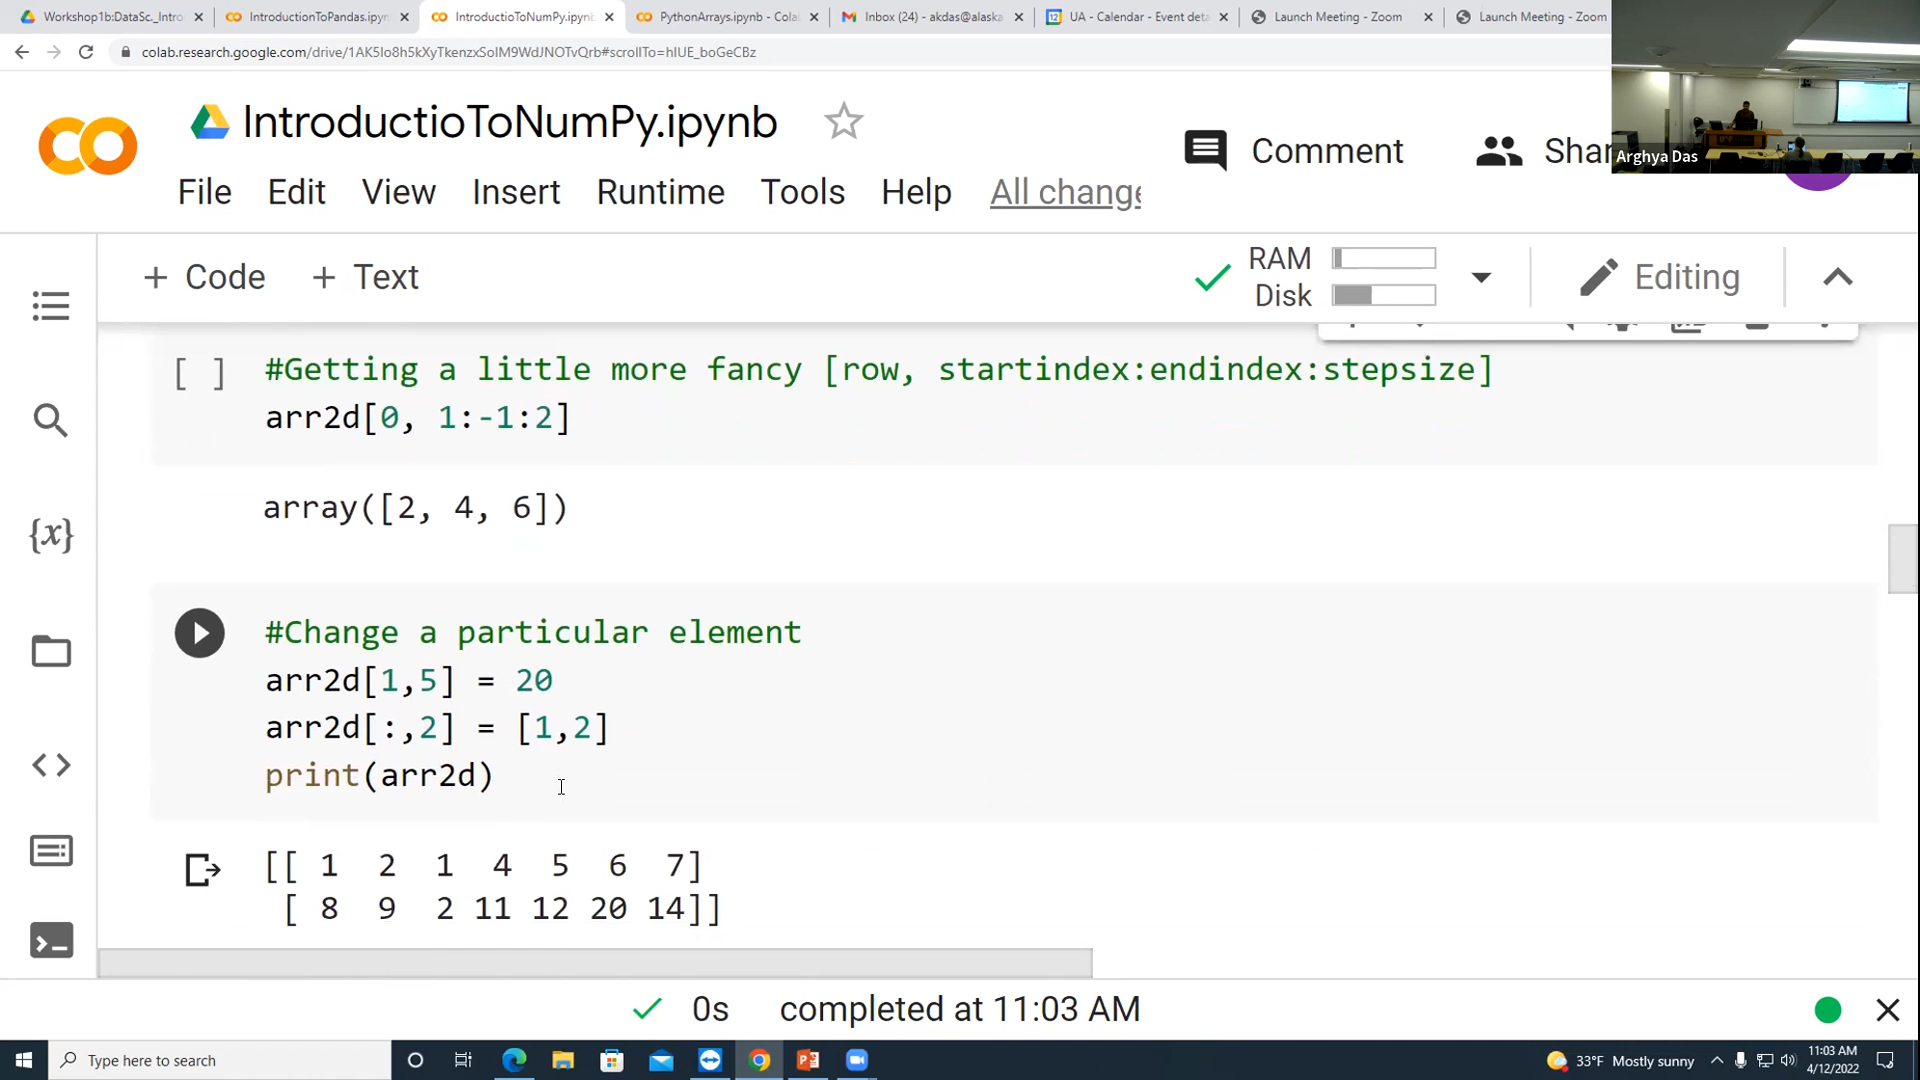 Workshop1b:DataSc._Intro
IntroductionToPandas.ipyn
IntroductioToNumPy.ipynb
PythonArrays.ipynb - Cola
Inbox (24) - akdas@alaska
UA - Calendar - Event deta
Launch Meeting - Zoom
Launch Meeting - Zoom
colab.research.google.com/drive/1AK5Io8h5kXyTkenzxSoIM9WdJNOTvQrb#scrollTo=hIUE_boGeCBz
IntroductioToNumPy.ipynb
Comment
Shar
Arghya Das
File Edit View Insert Runtime Tools Help All change
+ Code + Text
RAM
Disk
Editing
[ ] #Getting a little more fancy [row, startindex:endindex:stepsize]
arr2d[0, 1:-1:2]
array([2, 4, 6])
#Change a particular element
arr2d[1,5] = 20
arr2d[:,2] = [1,2]
print(arr2d)
[[ 1 2 1 4 5 6 7]
[ 8 9 2 11 12 20 14]]
{x}
0s completed at 11:03 AM
Type here to search
33°F Mostly sunny
11:03 AM
4/12/2022